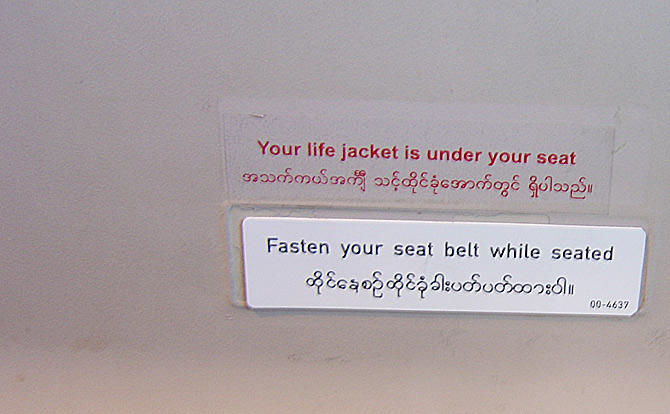 Your life jacket is under your seat
အသက်ကယ်အင်္ကျီ သင့်ထိုင်ခုံအောက်တွင် ရှိပါသည်။
Fasten your seat belt while seated
ထိုင်နေစဉ်ထိုင်ခုံခါးပတ်ပတ်ထားပါ။
00-4637